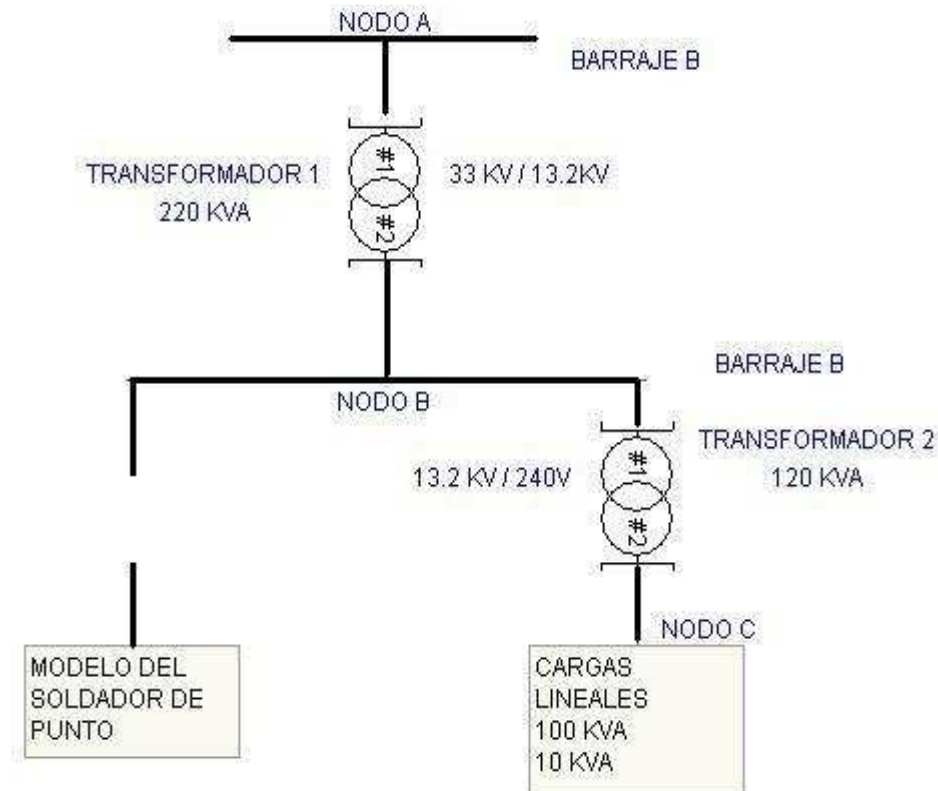 NODO A
BARRAJE B
TRANSFORMADOR 1
220 KVA
#1
#2
33 KV / 13.2KV
NODO B
BARRAJE B
13.2 KV / 240V
#1
#2
TRANSFORMADOR 2
120 KVA
NODO C
MODELO DEL
SOLDADOR DE
PUNTO
CARGAS
LINEALES
100 KVA
10 KVA